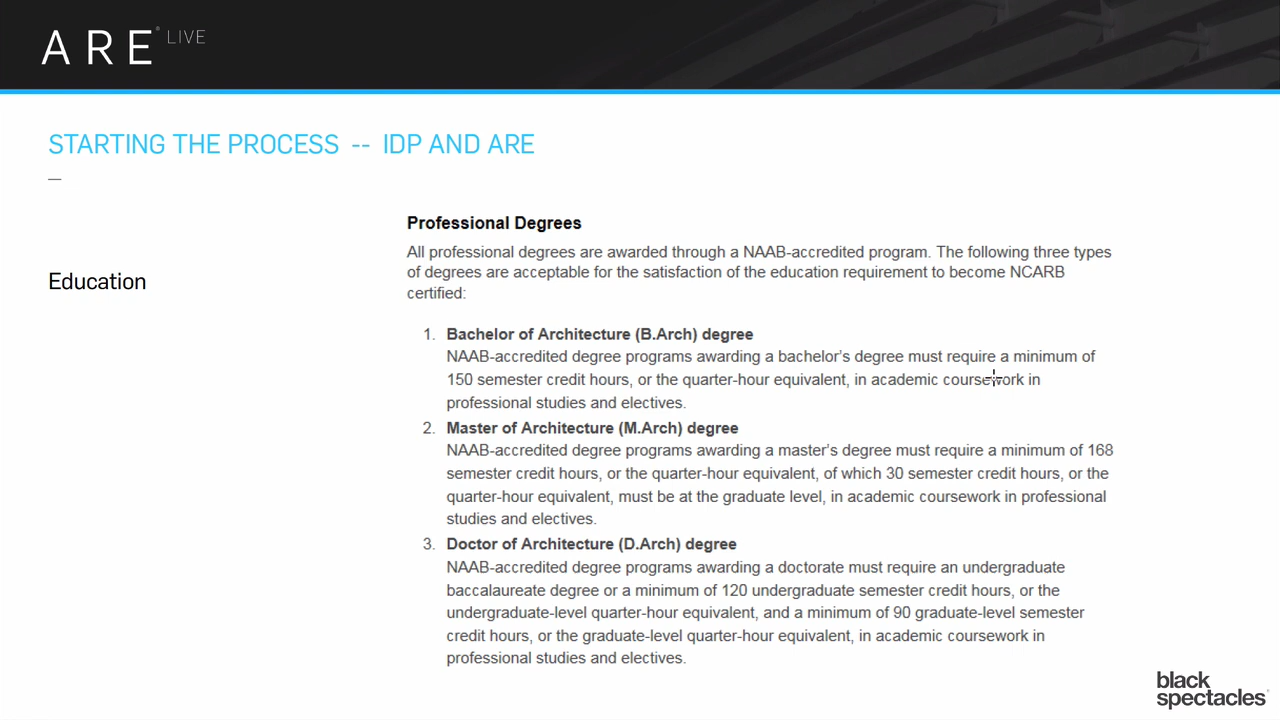 ARE® LIVE
STARTING THE PROCESS -- IDP AND ARE
—
Education
Professional Degrees
All professional degrees are awarded through a NAAB-accredited program. The following three types
of degrees are acceptable for the satisfaction of the education requirement to become NCARB
certified:
1. Bachelor of Architecture (B.Arch) degree
NAAB-accredited degree programs awarding a bachelor’s degree must require a minimum of
150 semester credit hours, or the quarter-hour equivalent, in academic coursework in
professional studies and electives.
2. Master of Architecture (M.Arch) degree
NAAB-accredited degree programs awarding a master’s degree must require a minimum of 168
semester credit hours, or the quarter-hour equivalent, of which 30 semester credit hours, or the
quarter-hour equivalent, must be at the graduate level, in academic coursework in professional
studies and electives.
3. Doctor of Architecture (D.Arch) degree
NAAB-accredited degree programs awarding a doctorate must require an undergraduate
baccalaureate degree or a minimum of 120 undergraduate semester credit hours, or the
undergraduate-level quarter-hour equivalent, and a minimum of 90 graduate-level semester
credit hours, or the graduate-level quarter-hour equivalent, in academic coursework in
professional studies and electives.
black
spectacles